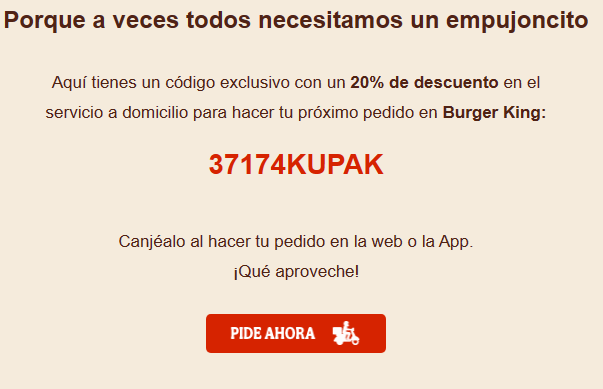 Porque a veces todos necesitamos un empujoncito
Aquí tienes un código exclusivo con un 20% de descuento en el
servicio a domicilio para hacer tu próximo pedido en Burger King:
37174KUPAK
Canjéalo al hacer tu pedido en la web o la App.
¡Qué aproveche!
PIDE AHORA